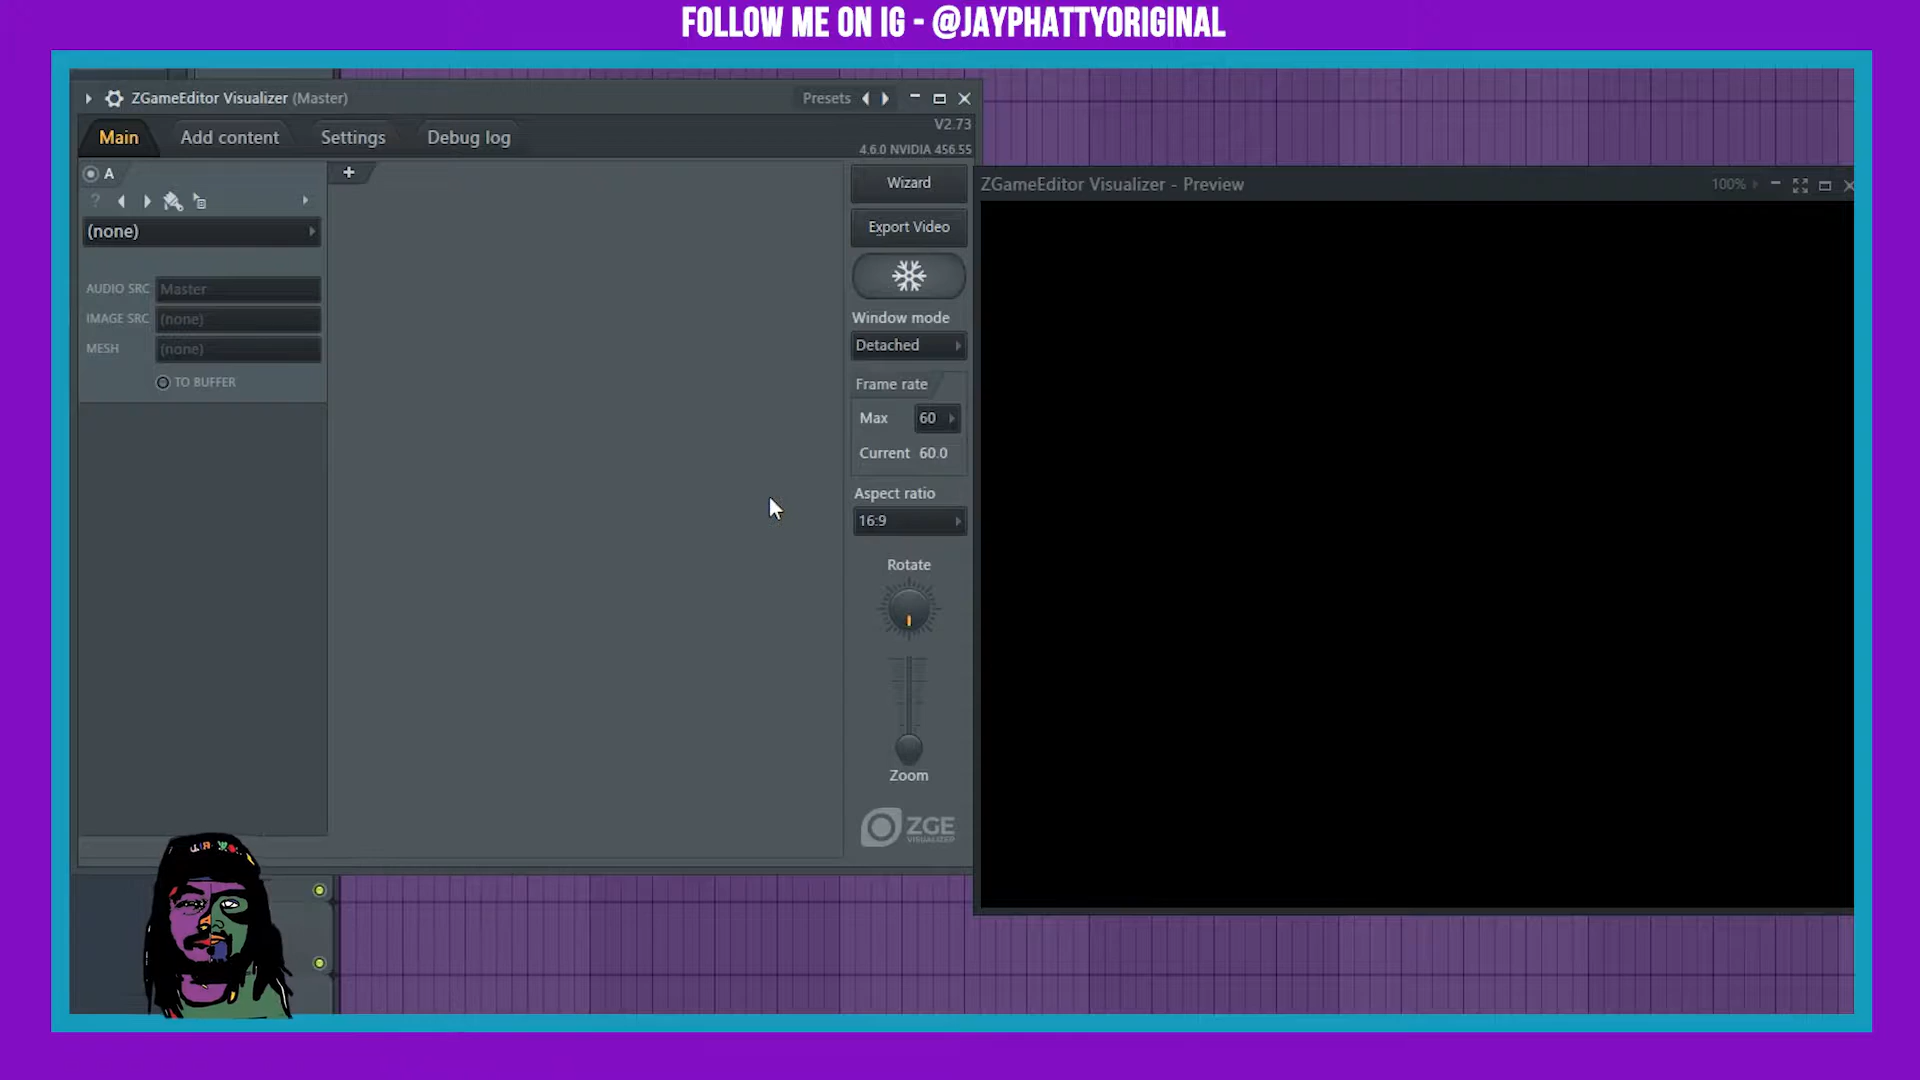 FOLLOW ME ON IG - @JAYPHATTYORIGINAL
ZGameEditor Visualizer (Master)
Presets
Main
Add content
Settings
Debug log
V2.73
4.6.0 NVIDIA 456.55
A
+
Wizard
?
(none)
Export Video
AUDIO SRC Master
IMAGE SRC (none)
MESH (none)
TO BUFFER
Window mode
Detached
Frame rate
Max 60
Current 60.0
Aspect ratio
16:9
Rotate
Zoom
ZGE
VISUALIZER
ZGameEditor Visualizer - Preview
100%